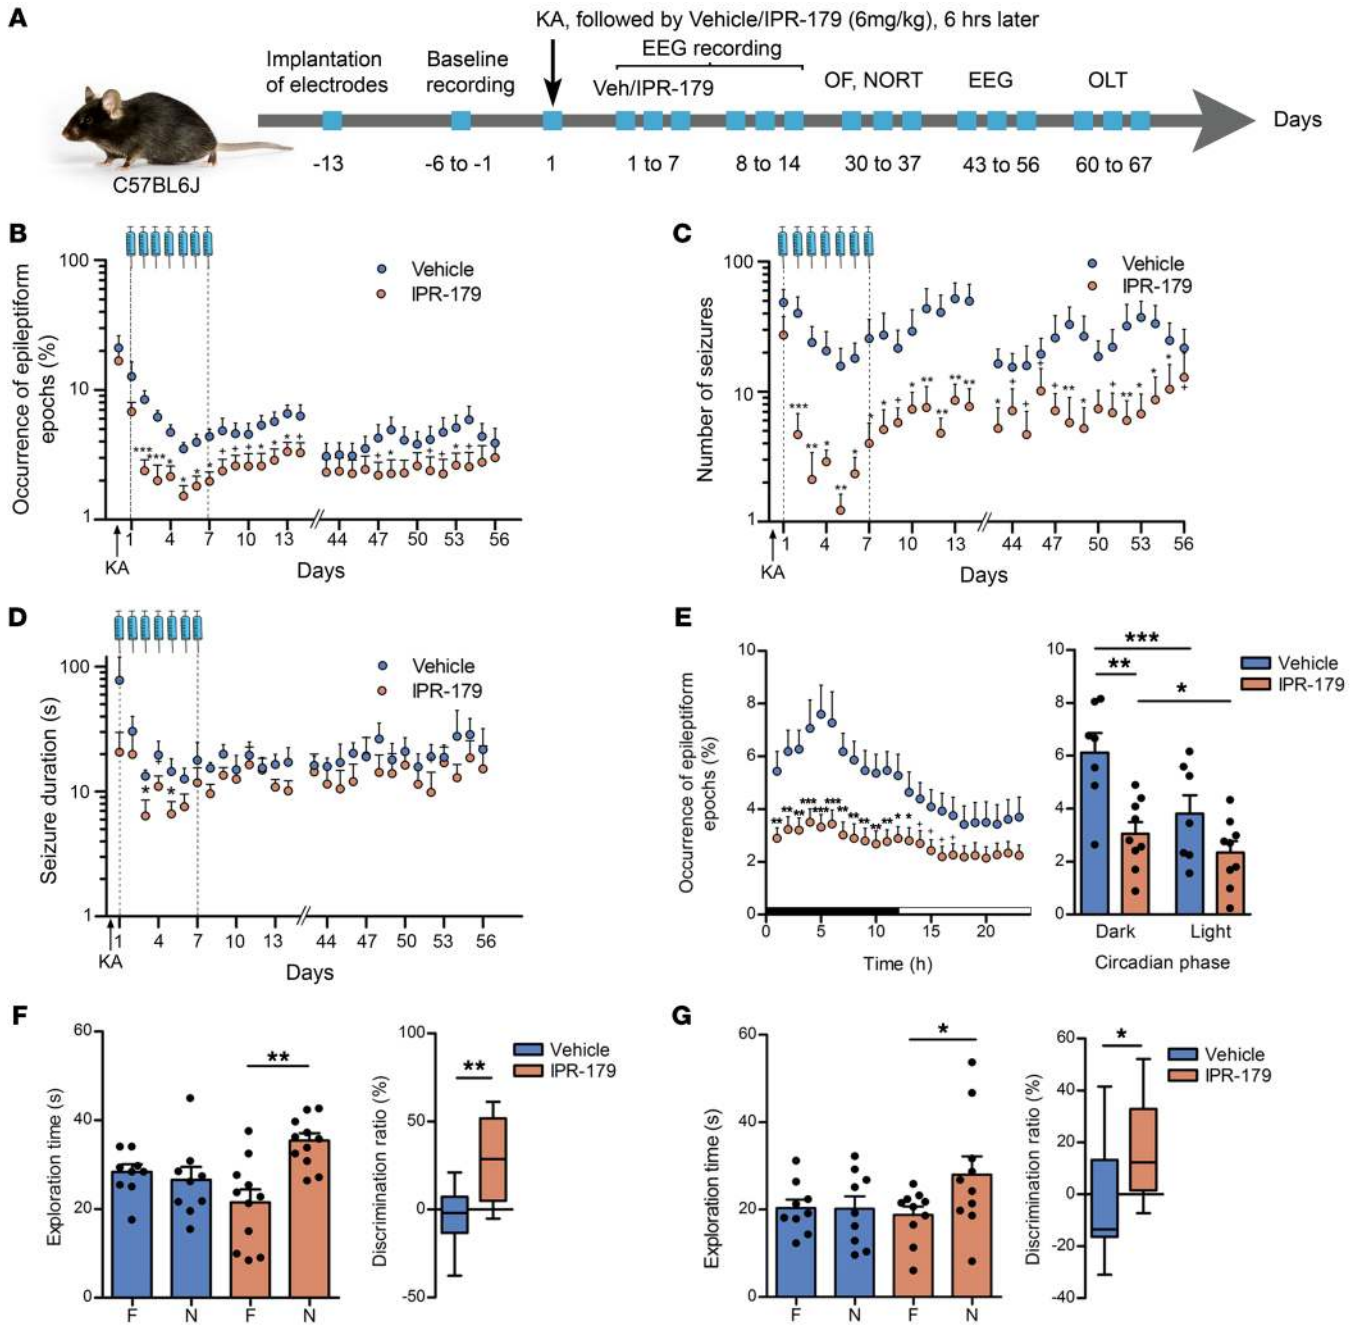 A
KA, followed by Vehicle/IPR-179 (6mg/kg), 6 hrs later
Implantation of electrodes
Baseline recording
EEG recording
Veh/IPR-179
OF, NORT
EEG
OLT
Days
-13
-6 to -1
1
1 to 7
8 to 14
30 to 37
43 to 56
60 to 67
C57BL6J
B
Occurrence of epileptiform
epochs (%)
100
10
1
Vehicle
IPR-179
***
***
*
*
*
*
*
+
+
*
*
*
+
+
*
+
+
*
+
1 4 7 10 13 44 47 50 53 56
KA
Days
C
Number of seizures
100
10
1
Vehicle
IPR-179
***
**
*
**
*
*
*
+
*
**
**
**
*
+
+
+
+
**
*
+
**
*
*
*
+
1 4 7 10 13 44 47 50 53 56
KA
Days
D
Seizure duration (s)
100
10
1
Vehicle
IPR-179
*
*
1 4 7 10 13 44 47 50 53 56
KA
Days
E
Occurrence of epileptiform
epochs (%)
10
8
6
4
2
0
** ** ** *** *** *** ** ** ** ** ** * * + + + +
0 5 10 15 20
Time (h)
10
8
6
4
2
0
***
**
*
Vehicle
IPR-179
Dark Light
Circadian phase
F
Exploration time (s)
60
40
20
0
**
F N F N
Discrimination ratio (%)
100
50
0
-50
**
Vehicle
IPR-179
G
Exploration time (s)
60
40
20
0
*
F N F N
Discrimination ratio (%)
60
40
20
0
-20
-40
*
Vehicle
IPR-179